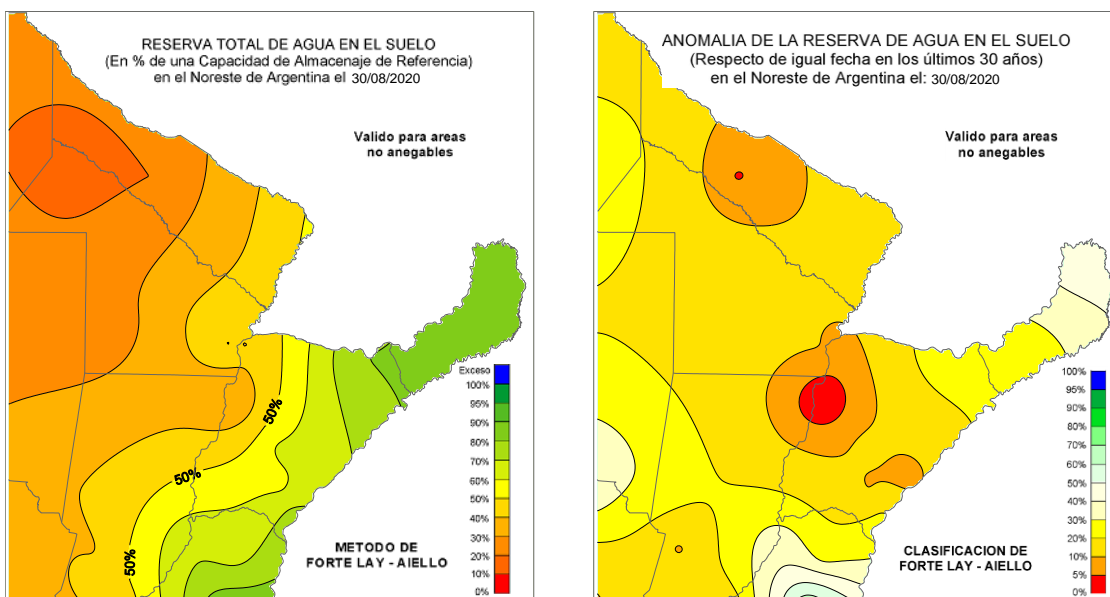 RESERVA TOTAL DE AGUA EN EL SUELO
(En % de una Capacidad de Almacenaje de Referencia)
en el Noreste de Argentina el 30/08/2020
Valido para areas
no anegables
50%
50%
50%
Exceso
100%
95%
90%
80%
70%
60%
50%
40%
30%
20%
10%
0%
METODO DE
FORTE LAY - AIELLO
ANOMALIA DE LA RESERVA DE AGUA EN EL SUELO
(Respecto de igual fecha en los últimos 30 años)
en el Noreste de Argentina el: 30/08/2020
Valido para areas
no anegables
100%
95%
90%
80%
70%
60%
50%
40%
30%
20%
10%
5%
0%
CLASIFICACION DE
FORTE LAY - AIELLO